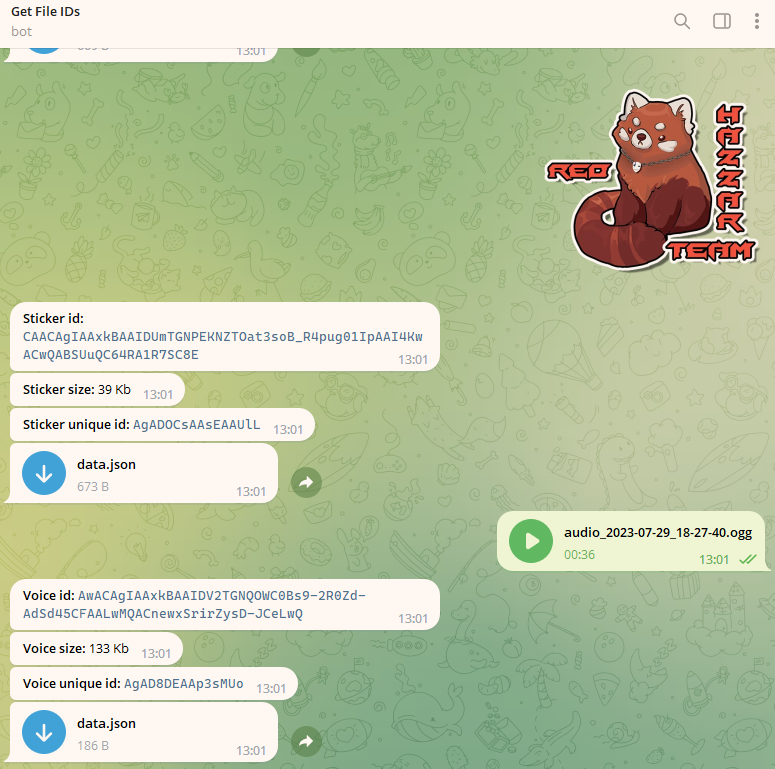 Get File IDs
bot
13:01
RED
PANNZI
TEAM
Sticker id:
CAACAgIAAxkBAAIDUmTGNPEKNZTOat3soB_R4pug01IpAAI4Kw
ACwQABSUuQC64RA1R7SC8E
13:01
Sticker size: 39 Kb 13:01
Sticker unique id: AgADOCsAAsEAAUlL 13:01
data.json
673 B
13:01
audio_2023-07-29_18-27-40.ogg
00:36
13:01
Voice id: AwACAgIAAxkBAAIDV2TGNQOWC0Bs9-2R0Zd-
AdSd45CFAALwMQACnewxSrirZysD-JCeLwQ
13:01
Voice size: 133 Kb 13:01
Voice unique id: AgAD8DEAAp3sMUo 13:01
data.json
186 B
13:01